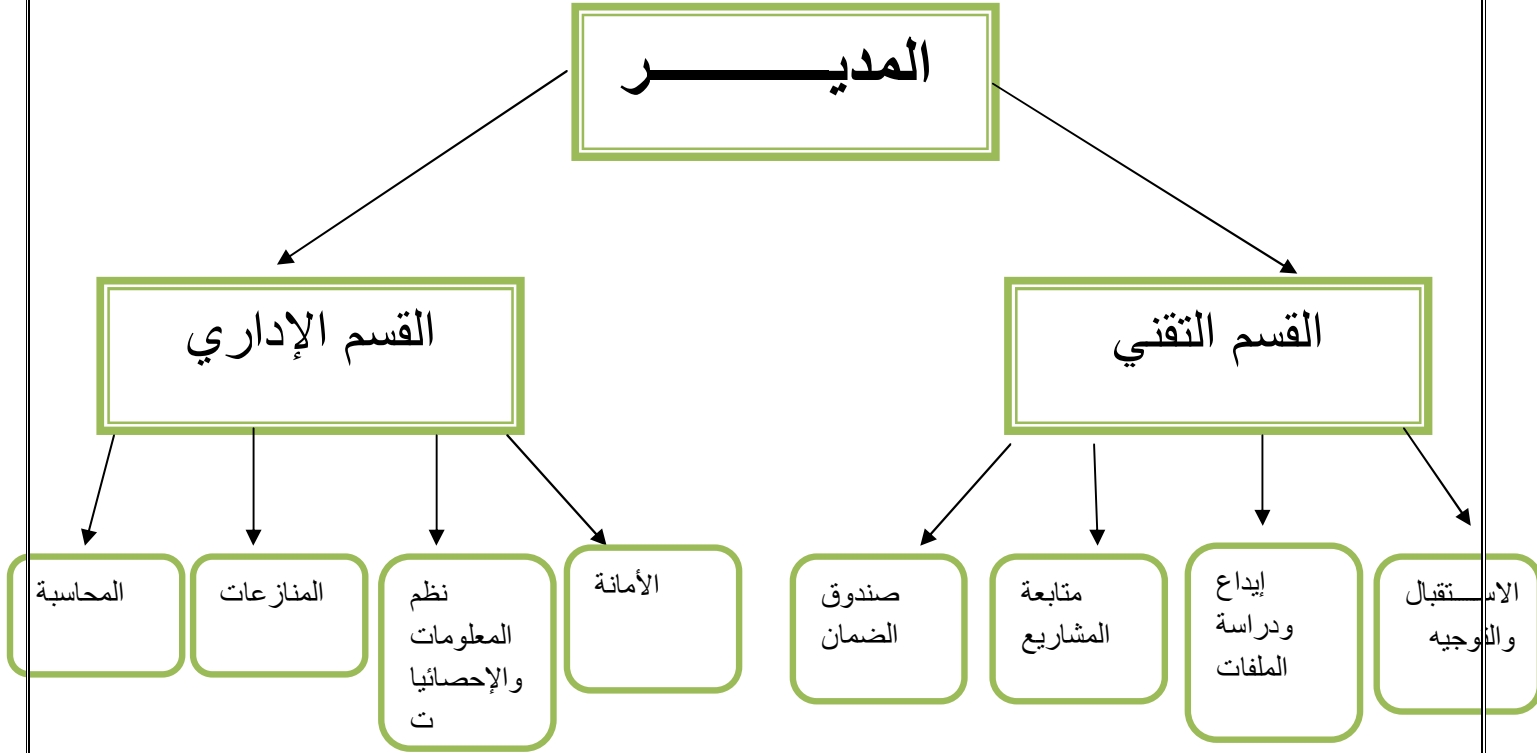 المديـــــــــــر
القسم التقني
القسم الإداري
الاســـتقبال
والتوجيه
إيداع
ودراسة
الملفات
متابعة
المشاريع
صندوق
الضمان
الأمانة
نظم
المعلومات
والإحصائيا
ت
المنازعات
المحاسبة